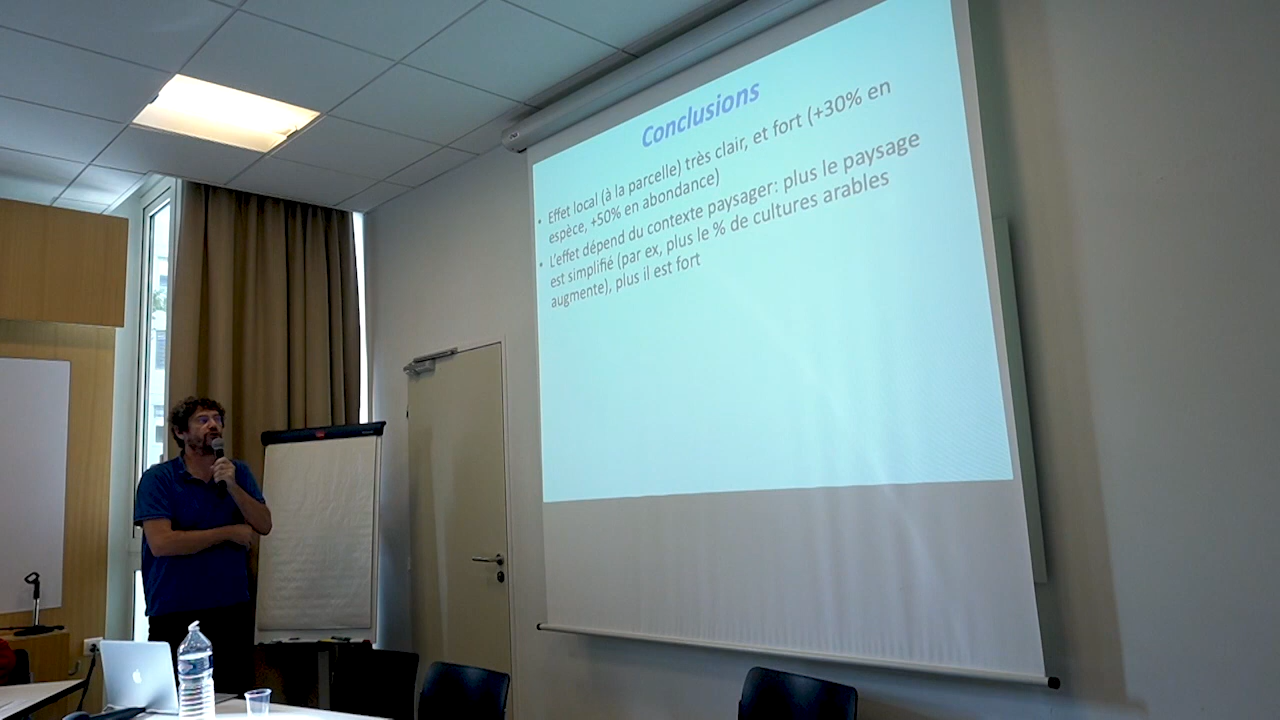 Conclusions
• Effet local (à la parcelle) très clair, et fort (+30% en
espèce, +50% en abondance)
• L'effet dépend du contexte paysager: plus le paysage
est simplifié (par ex, plus le % de cultures arables
augmente), plus il est fort